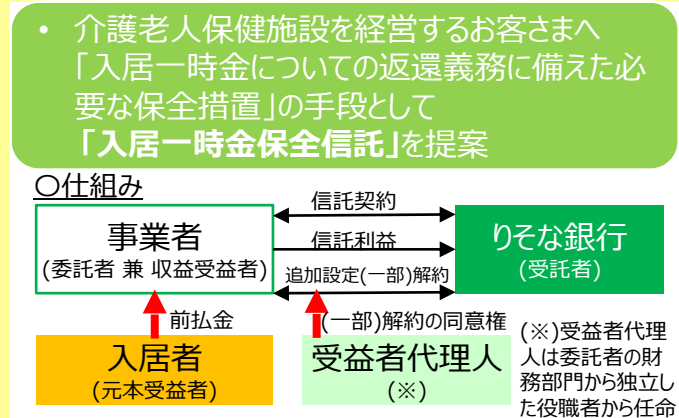 • 介護老人保健施設を経営するお客さまへ
「入居一時金についての返還義務に備えた必
要な保全措置」の手段として
「入居一時金保全信託」を提案
〇仕組み
信託契約
事業者
(委託者 兼 収益受益者)
信託利益
りそな銀行
(受託者)
追加設定(一部)解約
前払金
(一部)解約の同意権
入居者
(元本受益者)
受益者代理人
(※)
(※)受益者代理
人は委託者の財
務部門から独立し
た役職者から任命